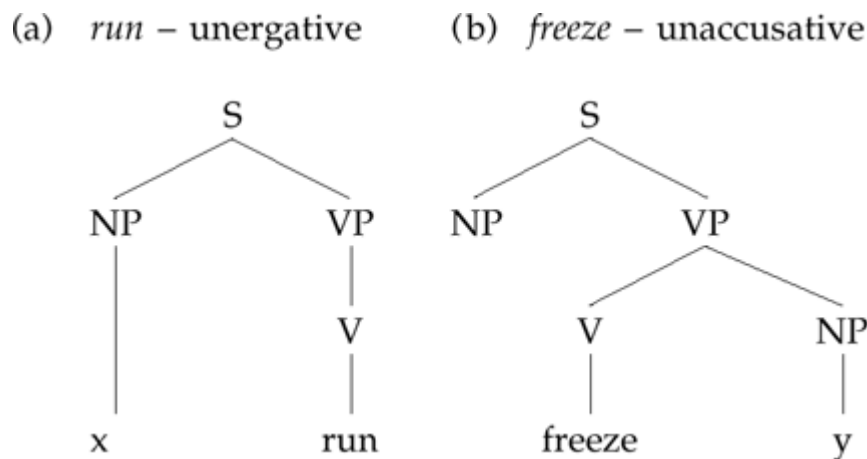 (a) run – unergative (b) freeze – unaccusative
S S
NP VP NP VP
V V NP
x run freeze y